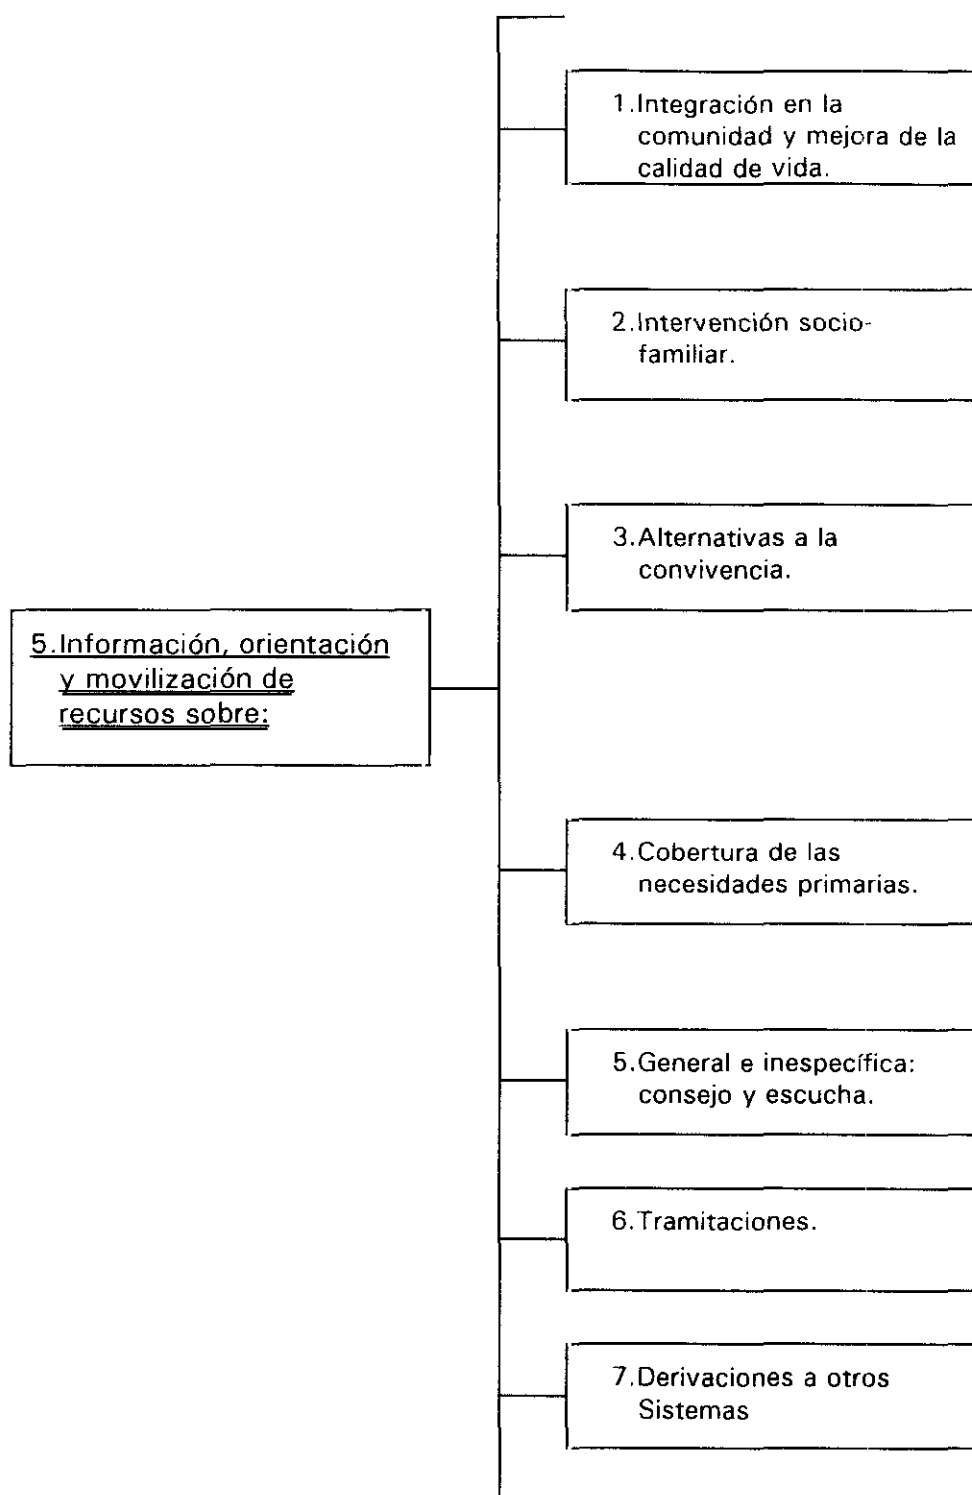 1.Integración en la
comunidad y mejora de la
calidad de vida.
2.Intervención socio-
familiar.
3.Alternativas a la
convivencia.
5.Información, orientación
y movilización de
recursos sobre:
4.Cobertura de las
necesidades primarias.
5.General e inespecífica:
consejo y escucha.
6.Tramitaciones.
7.Derivaciones a otros
Sistemas